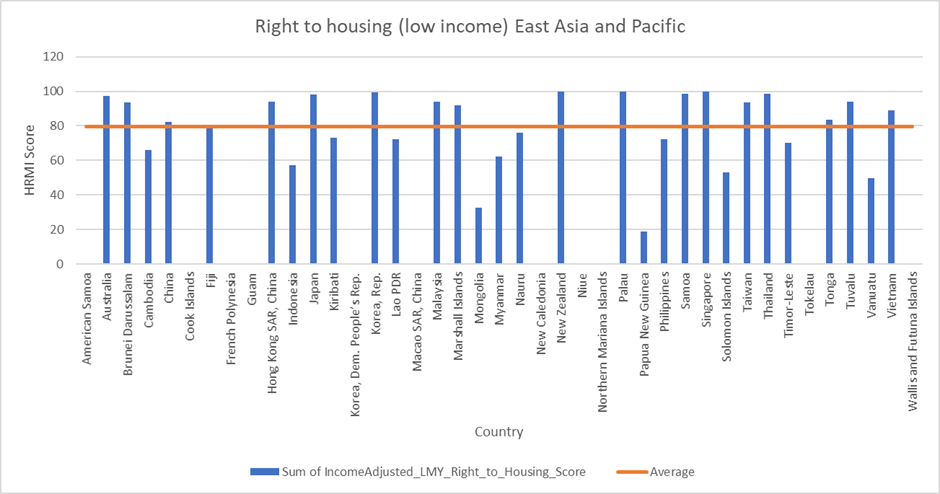 Right to housing (low income) East Asia and Pacific
120
100
80
60
40
20
0
HRMI Score
American Samoa
Australia
Brunei Darussalam
Cambodia
China
Cook Islands
Fiji
French Polynesia
Guam
Hong Kong SAR, China
Indonesia
Japan
Kiribati
Korea, Dem. People's Rep.
Korea, Rep.
Lao PDR
Macao SAR, China
Malaysia
Marshall Islands
Mongolia
Myanmar
Nauru
New Caledonia
New Zealand
Niue
Northern Mariana Islands
Palau
Papua New Guinea
Philippines
Samoa
Singapore
Solomon Islands
Taiwan
Thailand
Timor-Leste
Tokelau
Tonga
Tuvalu
Vanuatu
Vietnam
Wallis and Futuna Islands
Country
Sum of IncomeAdjusted_LMY_Right_to_Housing_Score
Average